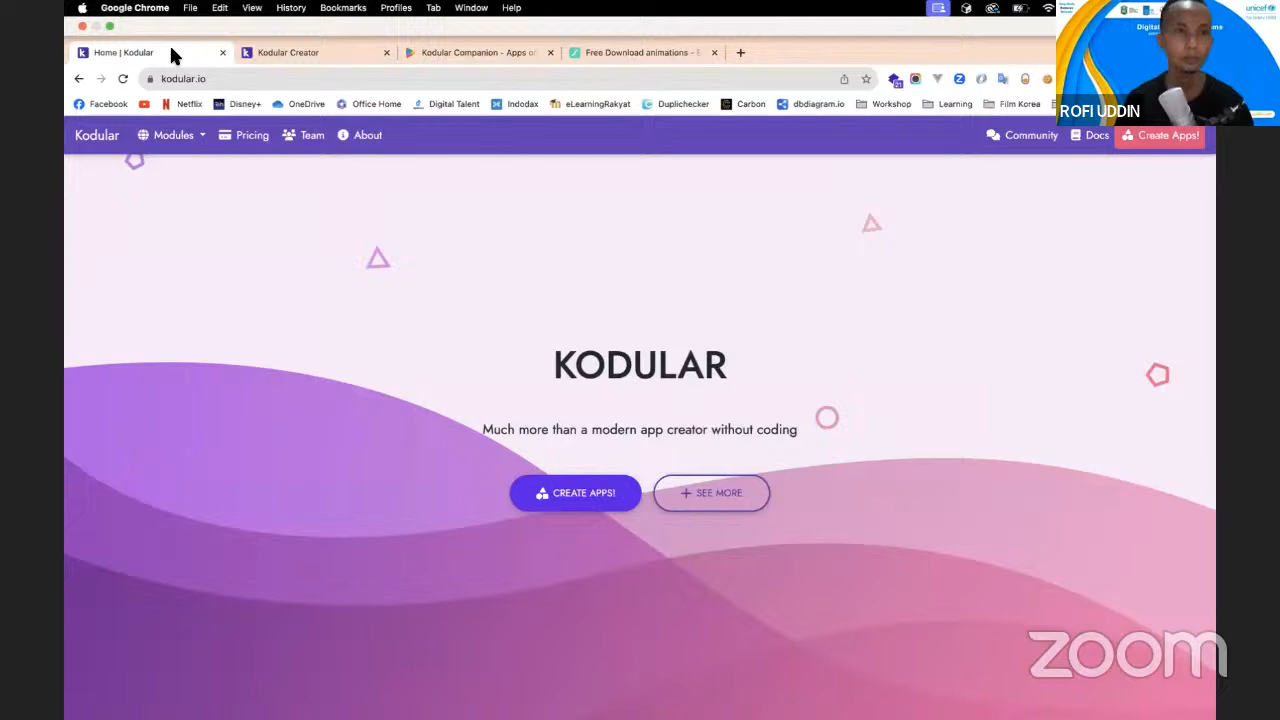 Google Chrome File Edit View History Bookmarks Profiles Tab Window Help
Home | Kodular
Kodular Creator
Kodular Companion - Apps o
Free Download animations - E
kodular.io
Facebook
Netflix
Disney+
OneDrive
Office Home
Digital Talent
Indodax
eLearningRakyat
Duplichecker
Carbon
dbdiagram.io
Workshop
Learning
Film Korea
21
unicef
ROFI UDDIN
Kodular Modules Pricing Team About Community Docs Create Apps!
KODULAR
Much more than a modern app creator without coding
CREATE APPS!
SEE MORE
zoom